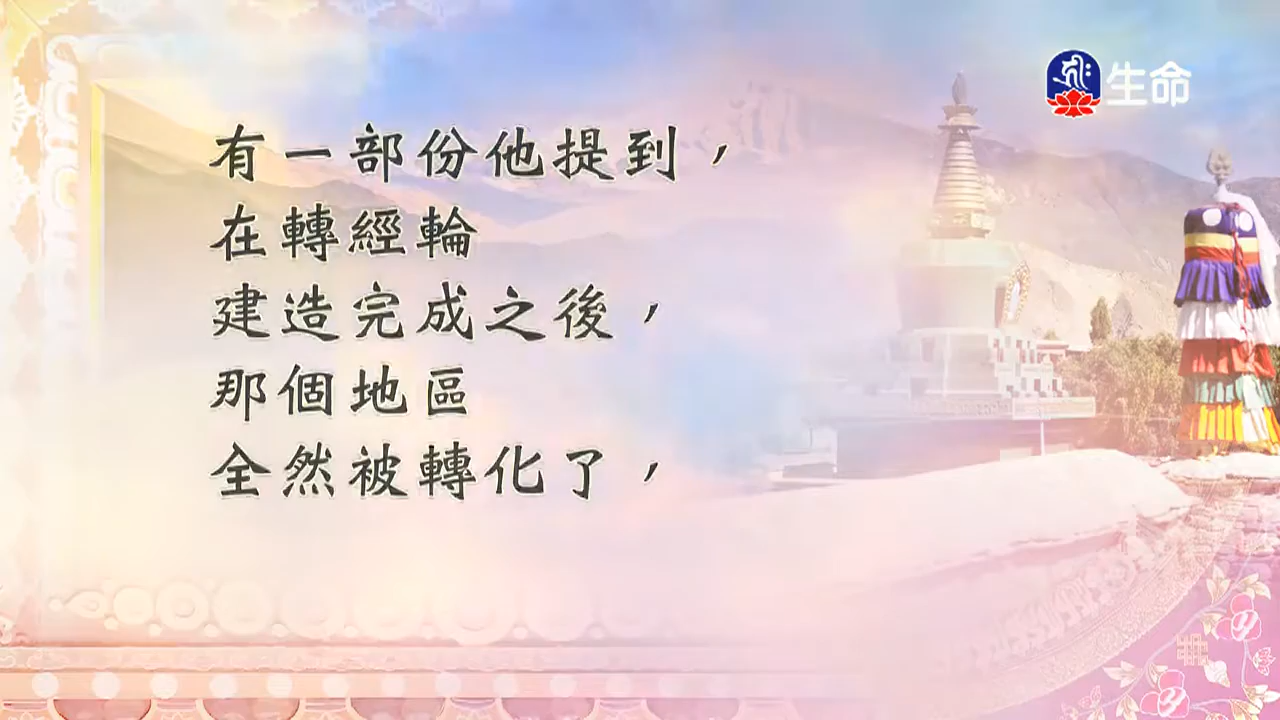 生命
有一部份他提到，
在轉經輪
建造完成之後，
那個地區
全然被轉化了，